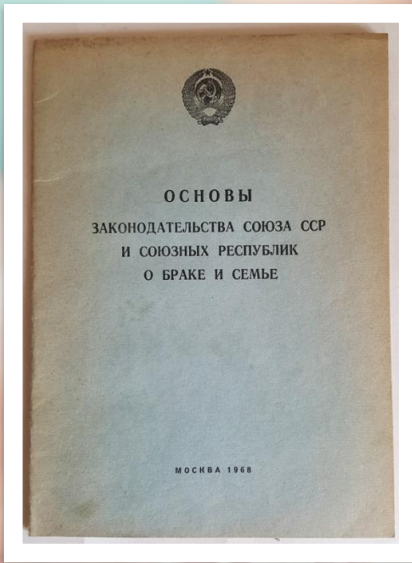 ОСНОВЫ
ЗАКОНОДАТЕЛЬСТВА СОЮЗА ССР
И СОЮЗНЫХ РЕСПУБЛИК
О БРАКЕ И СЕМЬЕ
МОСКВА 1968